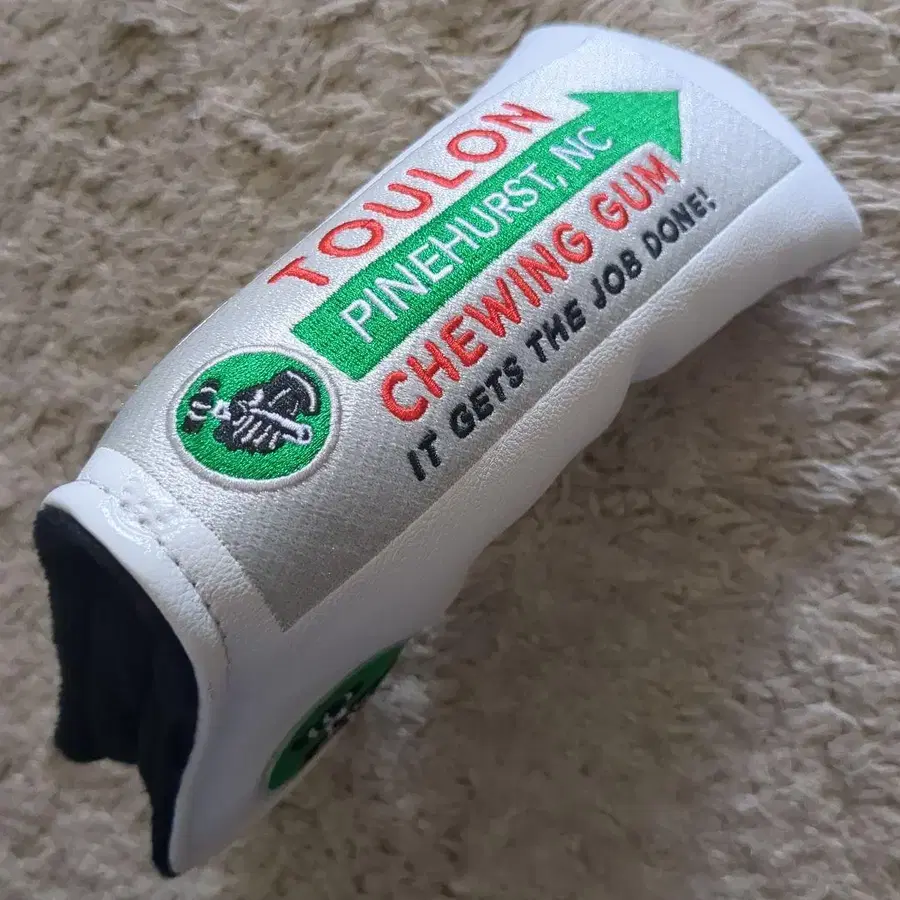 TOULON
PINEHURST, NC
CHEWING GUM
IT GETS THE JOB DONE!